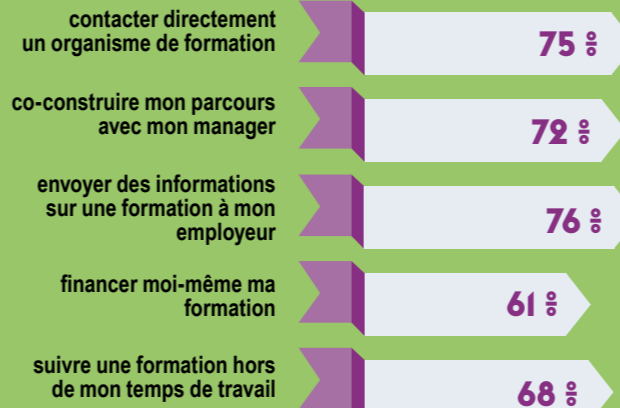 contacter directement
un organisme de formation
75 %
co-construire mon parcours
avec mon manager
72 %
envoyer des informations
sur une formation à mon
employeur
76 %
financer moi-même ma
formation
61 %
suivre une formation hors
de mon temps de travail
68 %